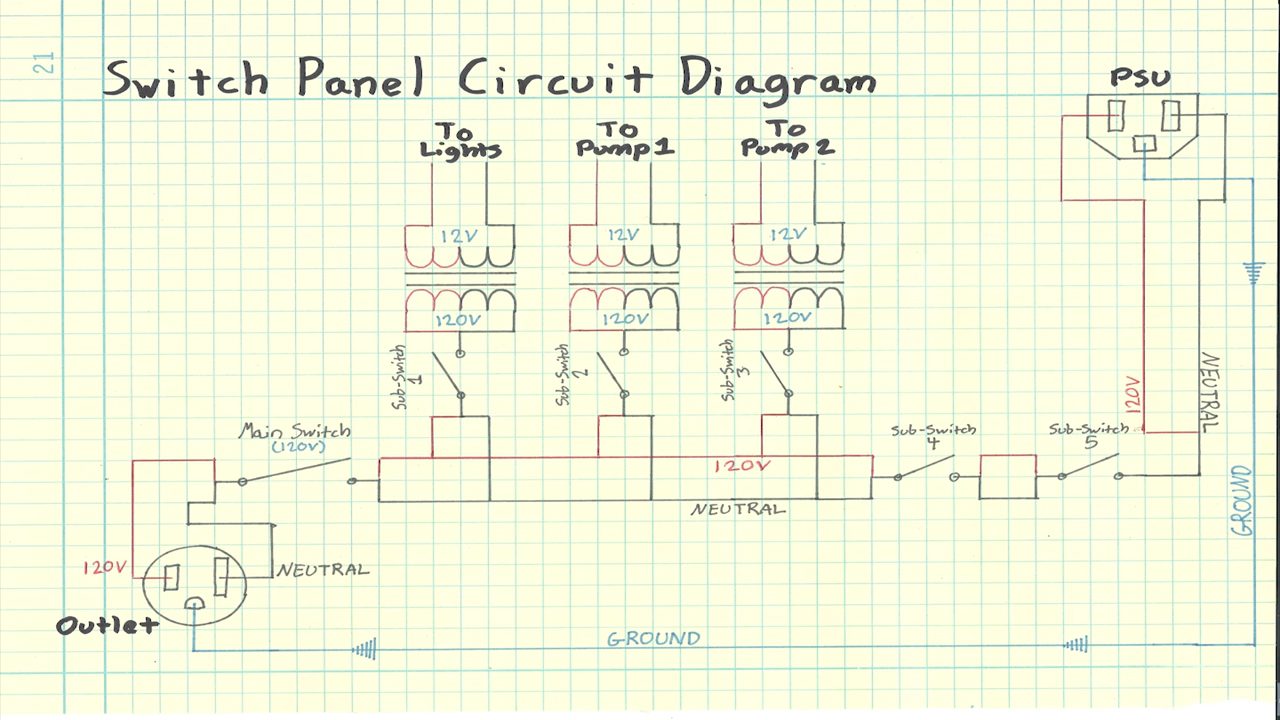 21
Switch Panel Circuit Diagram
PSU
To
Lights
To
Pump 1
To
Pump 2
12V
12V
12V
120V
120V
120V
Sub-Switch
1
Sub-Switch
2
Sub-Switch
3
120V
NEUTRAL
Main Switch
(120V)
Sub-Switch
4
Sub-Switch
5
120V
NEUTRAL
GROUND
120V
NEUTRAL
Outlet
GROUND